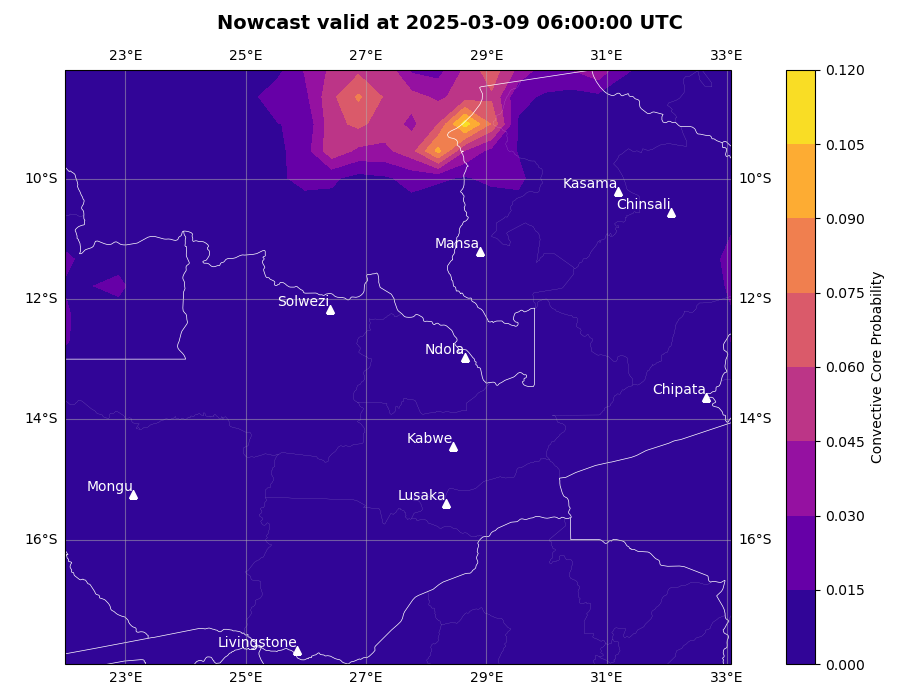 Nowcast valid at 2025-03-09 06:00:00 UTC
23°E 25°E 27°E 29°E 31°E 33°E
0.120
0.105
10°S 10°S
Kasama
Chinsali
0.090
Mansa
12°S 12°S
0.075
Solwezi
Ndola
0.060
Chipata
Convective Core Probability
14°S 14°S
Kabwe
0.045
Mongu
Lusaka
0.030
16°S 16°S
0.015
Livingstone
0.000
23°E 25°E 27°E 29°E 31°E 33°E